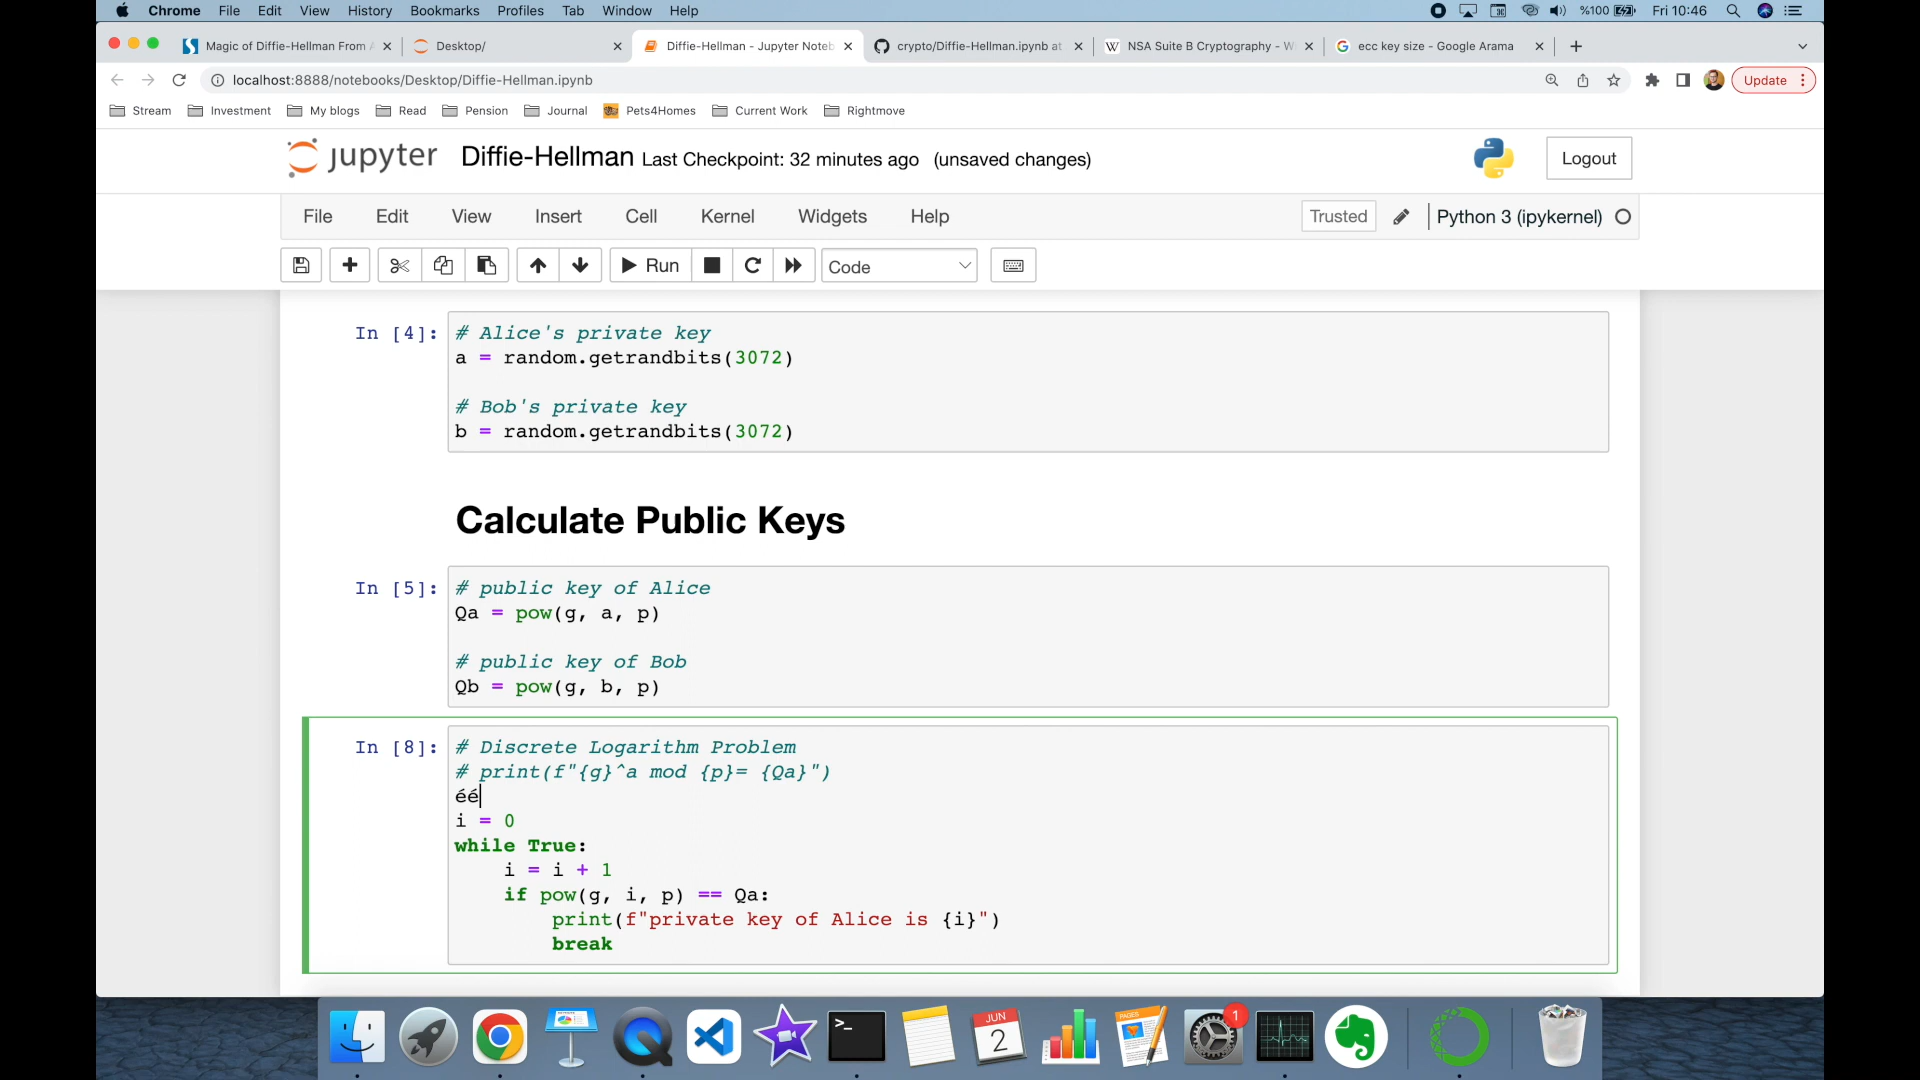 Chrome File Edit View History Bookmarks Profiles Tab Window Help
%100 Fri 10:46
Magic of Diffie-Hellman From A
Desktop/
Diffie-Hellman - Jupyter Noteb
crypto/Diffie-Hellman.ipynb at
NSA Suite B Cryptography - W
ecc key size - Google Arama
localhost:8888/notebooks/Desktop/Diffie-Hellman.ipynb
Update
Stream Investment My blogs Read Pension Journal Pets4Homes Current Work Rightmove
jupyter Diffie-Hellman Last Checkpoint: 32 minutes ago (unsaved changes)
Logout
File Edit View Insert Cell Kernel Widgets Help
Trusted Python 3 (ipykernel)
Run Code
In [4]: # Alice's private key
a = random.getrandbits(3072)
# Bob's private key
b = random.getrandbits(3072)
Calculate Public Keys
In [5]: # public key of Alice
Qa = pow(g, a, p)
# public key of Bob
Qb = pow(g, b, p)
In [8]: # Discrete Logarithm Problem
# print(f"{g}^a mod {p}= {Qa}")
éé
i = 0
while True:
i = i + 1
if pow(g, i, p) == Qa:
print(f"private key of Alice is {i}")
break
JUN
2
PAGES
1